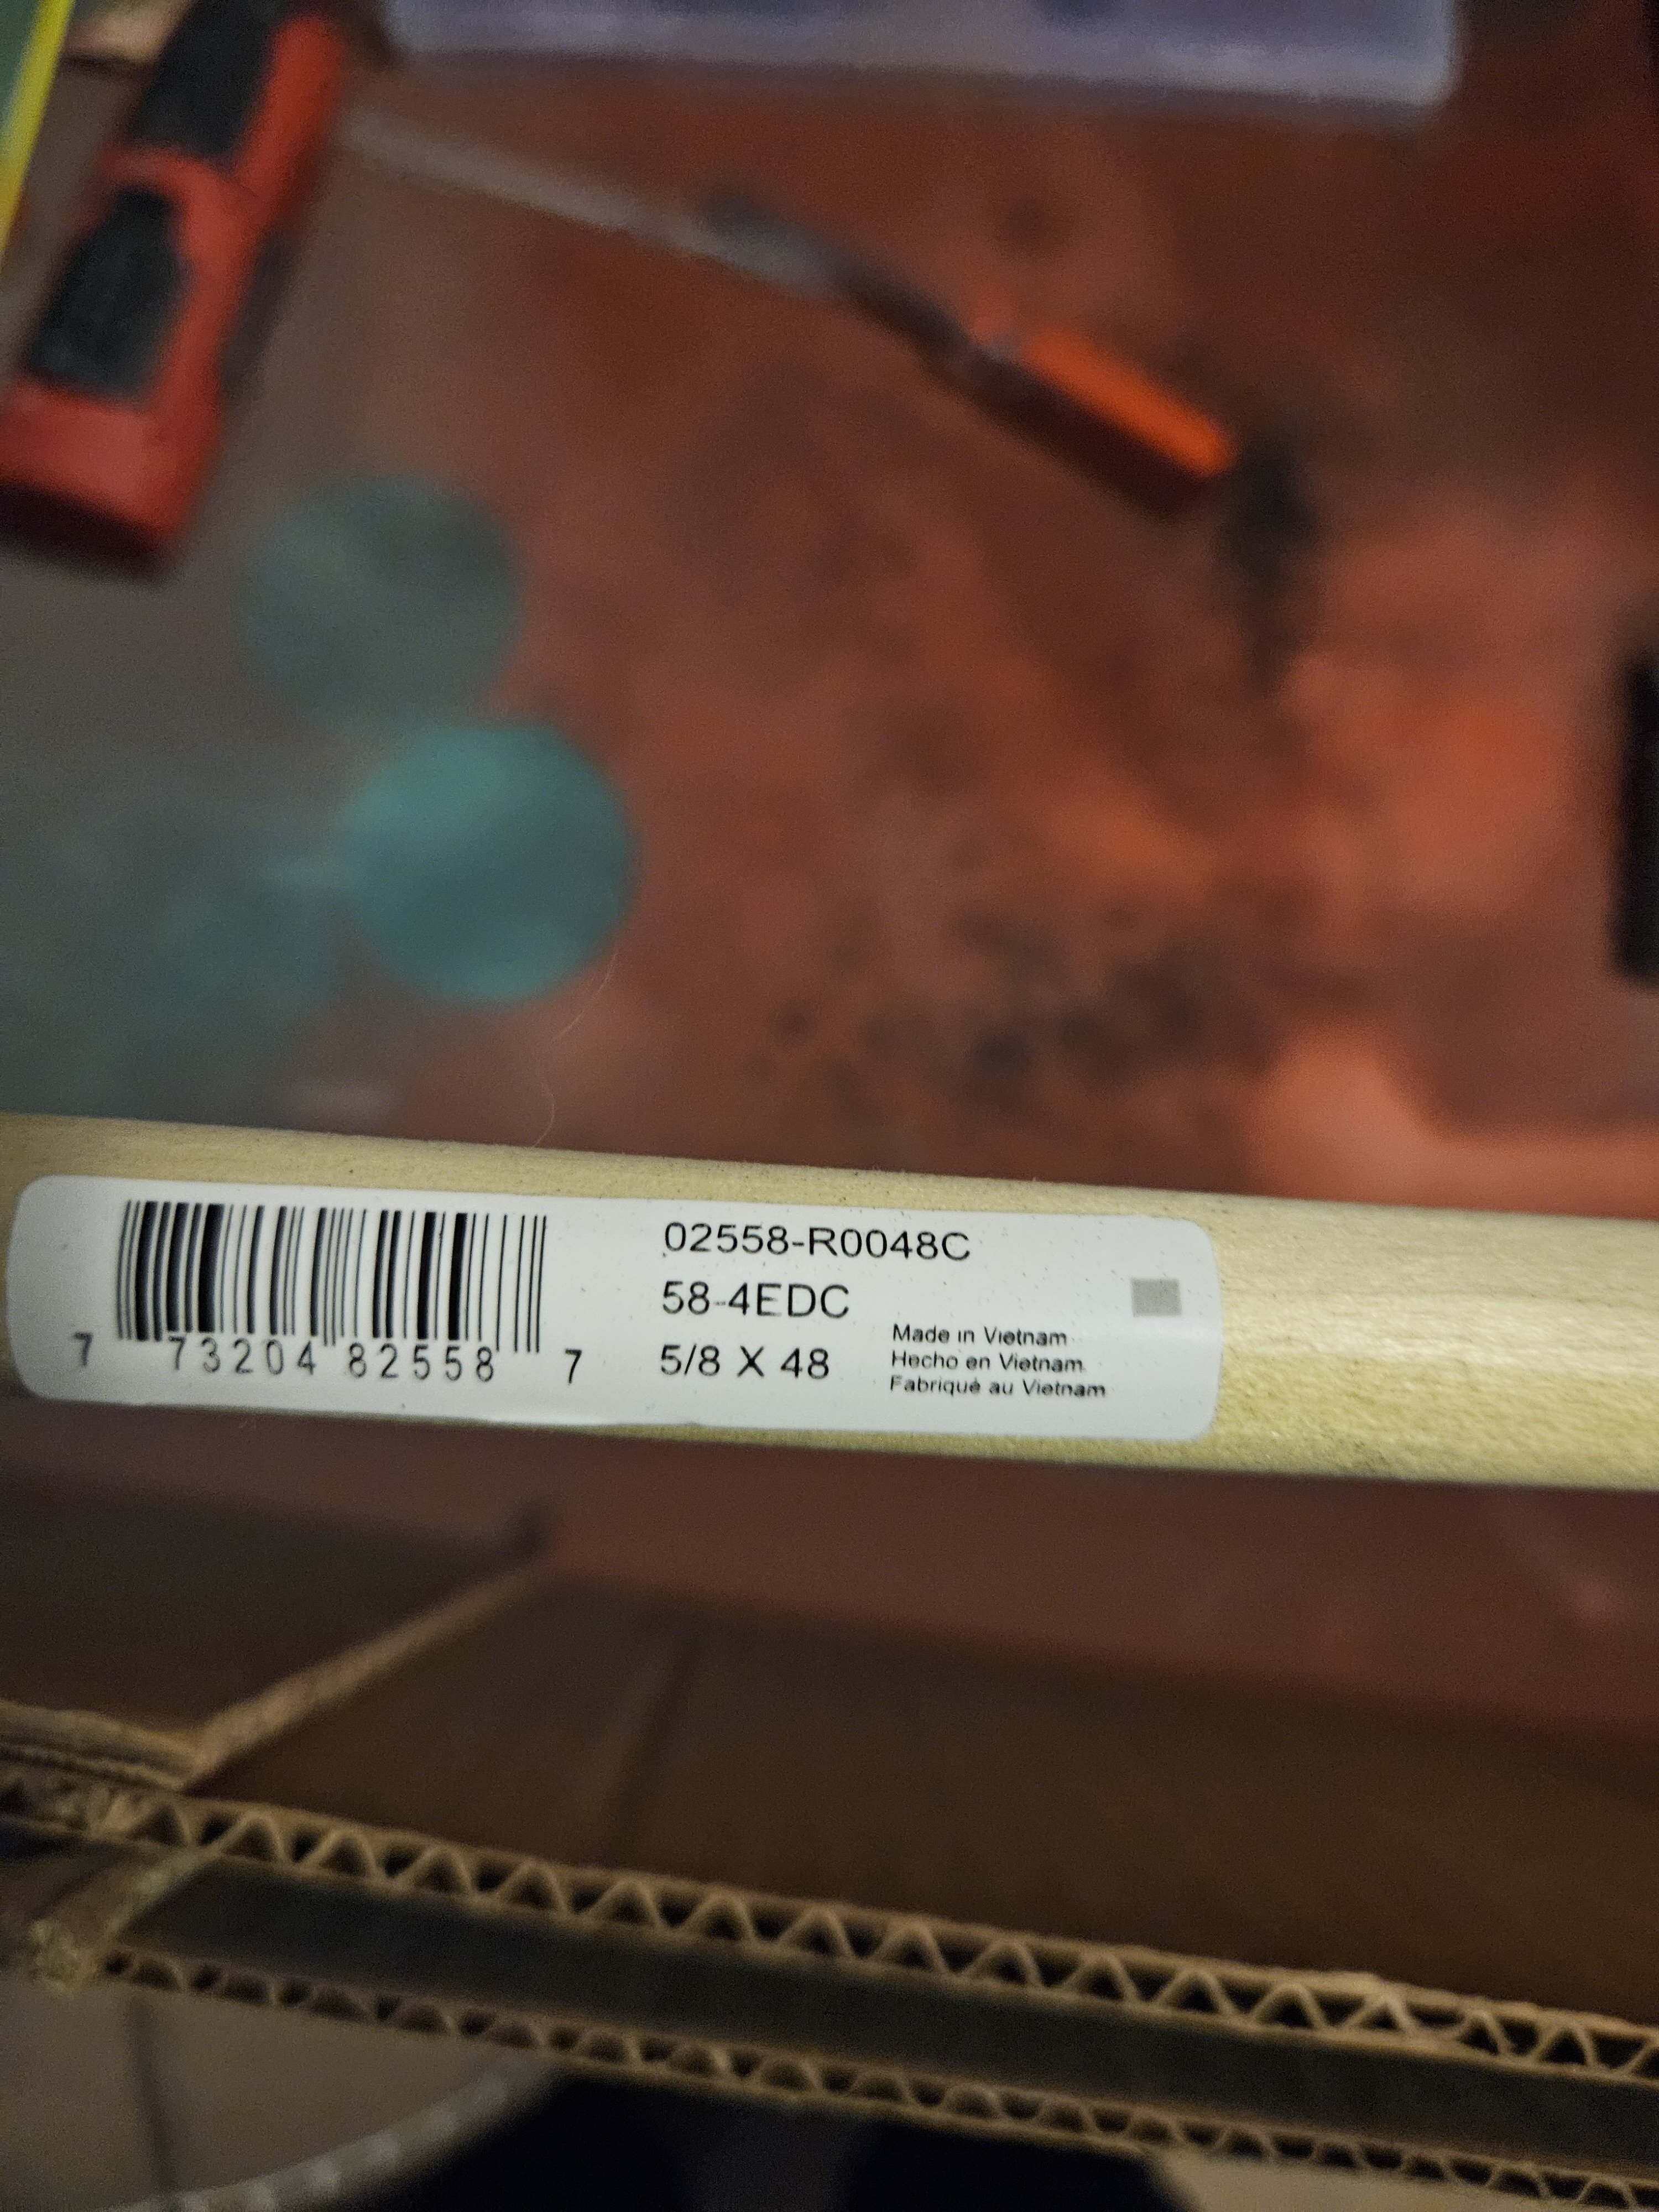 02558-R0048C
58-4EDC
5/8 X 48
Made in Vietnam
Hecho en Vietnam
Fabriqué au Vietnam
7 73204 82558 7